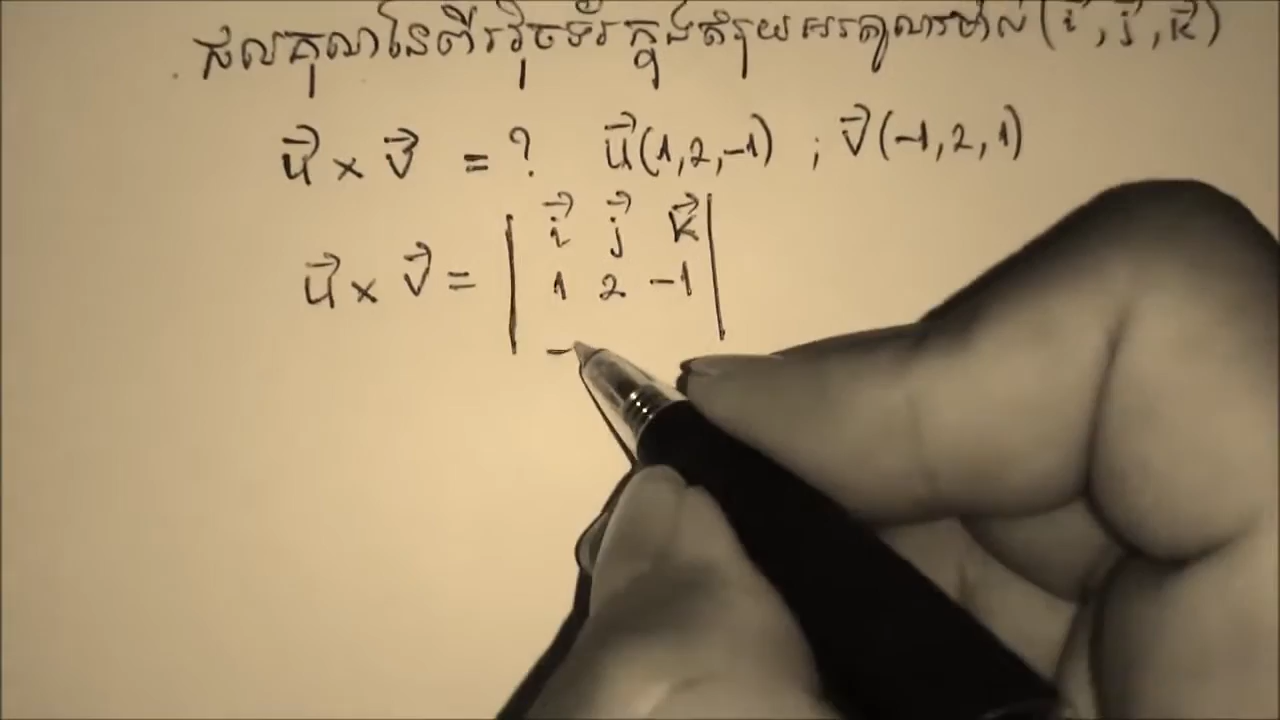 ផលគុណនៃពីរវ៉ិចទ័រក្នុងតំរុយអរតូណរម៉ាល់(i⃗, j⃗, k⃗)
u⃗ × v⃗ = ? u⃗(1,2,-1) ; v⃗(-1,2,1)
u⃗ × v⃗ = | i⃗ j⃗ k⃗ |
1 2 -1
-